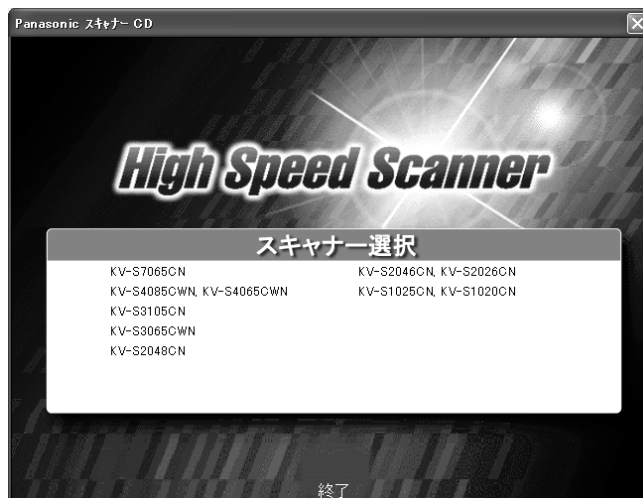 Panasonic スキャナー CD
High Speed Scanner
スキャナー選択
KV-S7065CN
KV-S4085CWN, KV-S4065CWN
KV-S3105CN
KV-S3065CWN
KV-S2048CN
KV-S2046CN, KV-S2026CN
KV-S1025CN, KV-S1020CN
終了